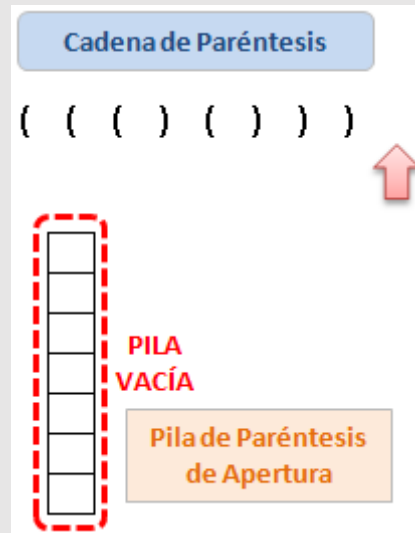 Cadena de Paréntesis
( ( ( ) ( ) ) )
PILA
VACÍA
Pila de Paréntesis
de Apertura